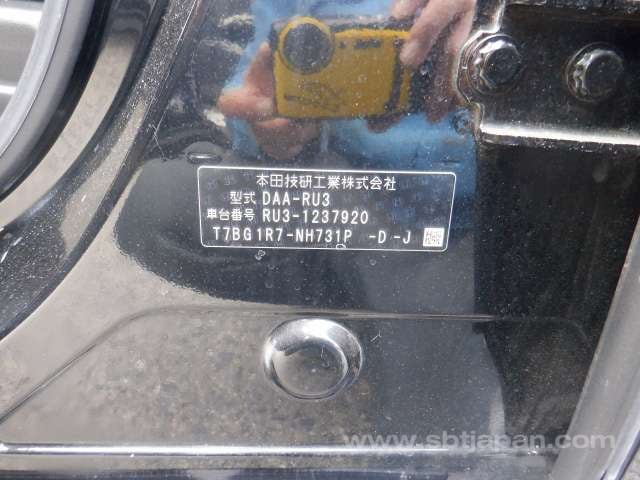 本田技研工業株式会社
型式 DAA-RU3
車台番号 RU3-1237920
T7BG1R7-NH731P -D-J
www.sbtjapan.com